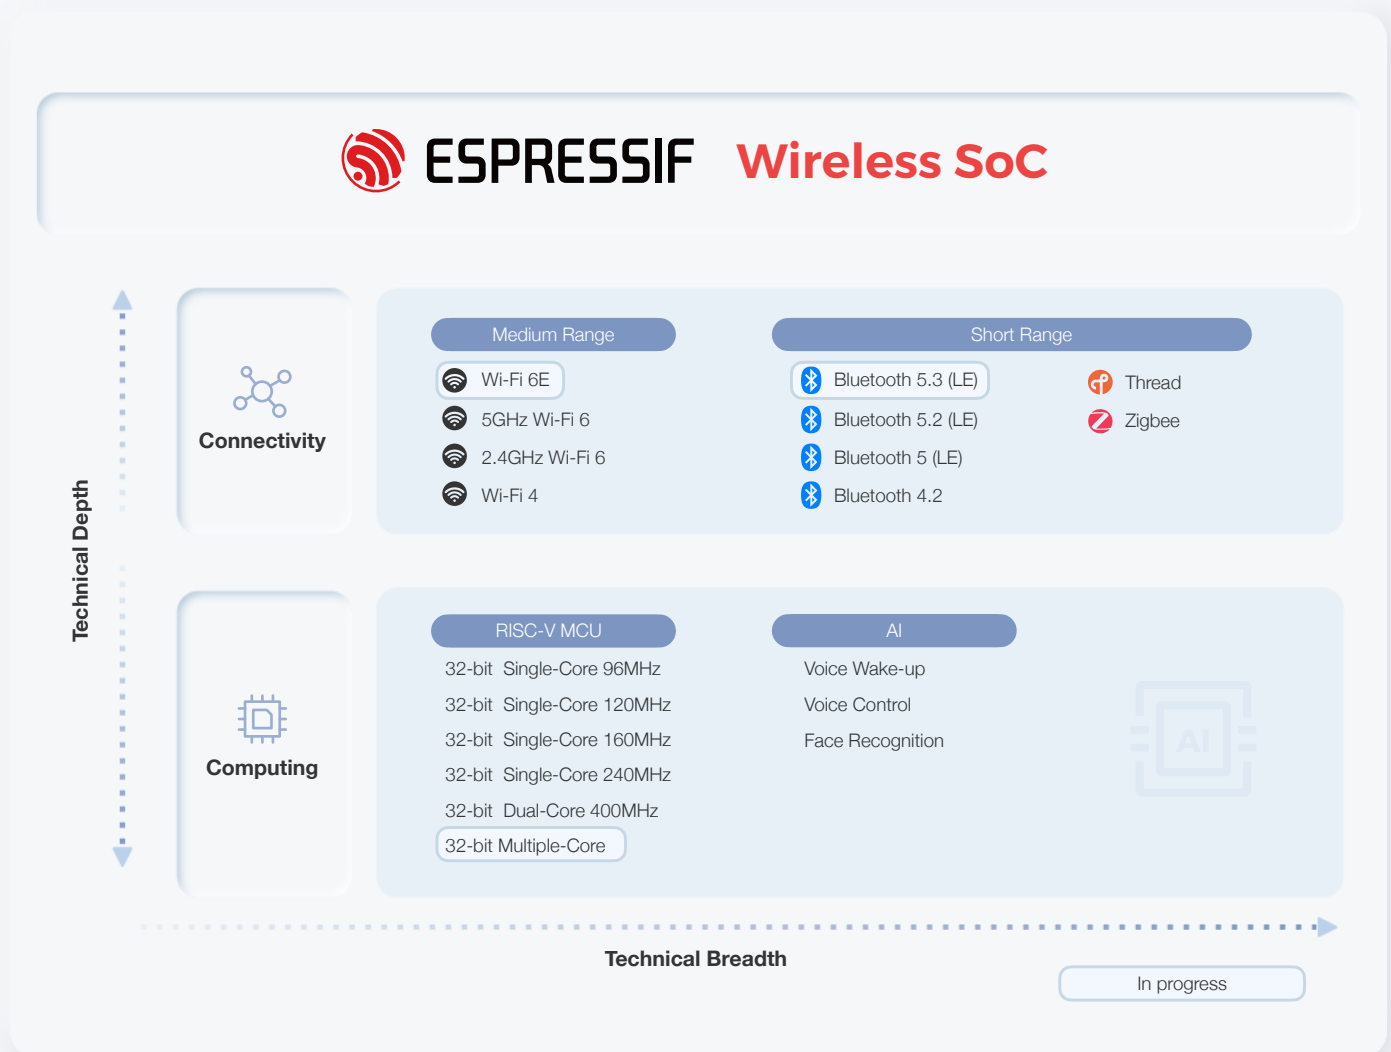 ESPRESSIF Wireless SoC
Technical Depth
Connectivity
Medium Range
Wi-Fi 6E
5GHz Wi-Fi 6
2.4GHz Wi-Fi 6
Wi-Fi 4
Short Range
Bluetooth 5.3 (LE)
Bluetooth 5.2 (LE)
Bluetooth 5 (LE)
Bluetooth 4.2
Thread
Zigbee
Computing
RISC-V MCU
32-bit Single-Core 96MHz
32-bit Single-Core 120MHz
32-bit Single-Core 160MHz
32-bit Single-Core 240MHz
32-bit Dual-Core 400MHz
32-bit Multiple-Core
AI
Voice Wake-up
Voice Control
Face Recognition
AI
Technical Breadth
In progress